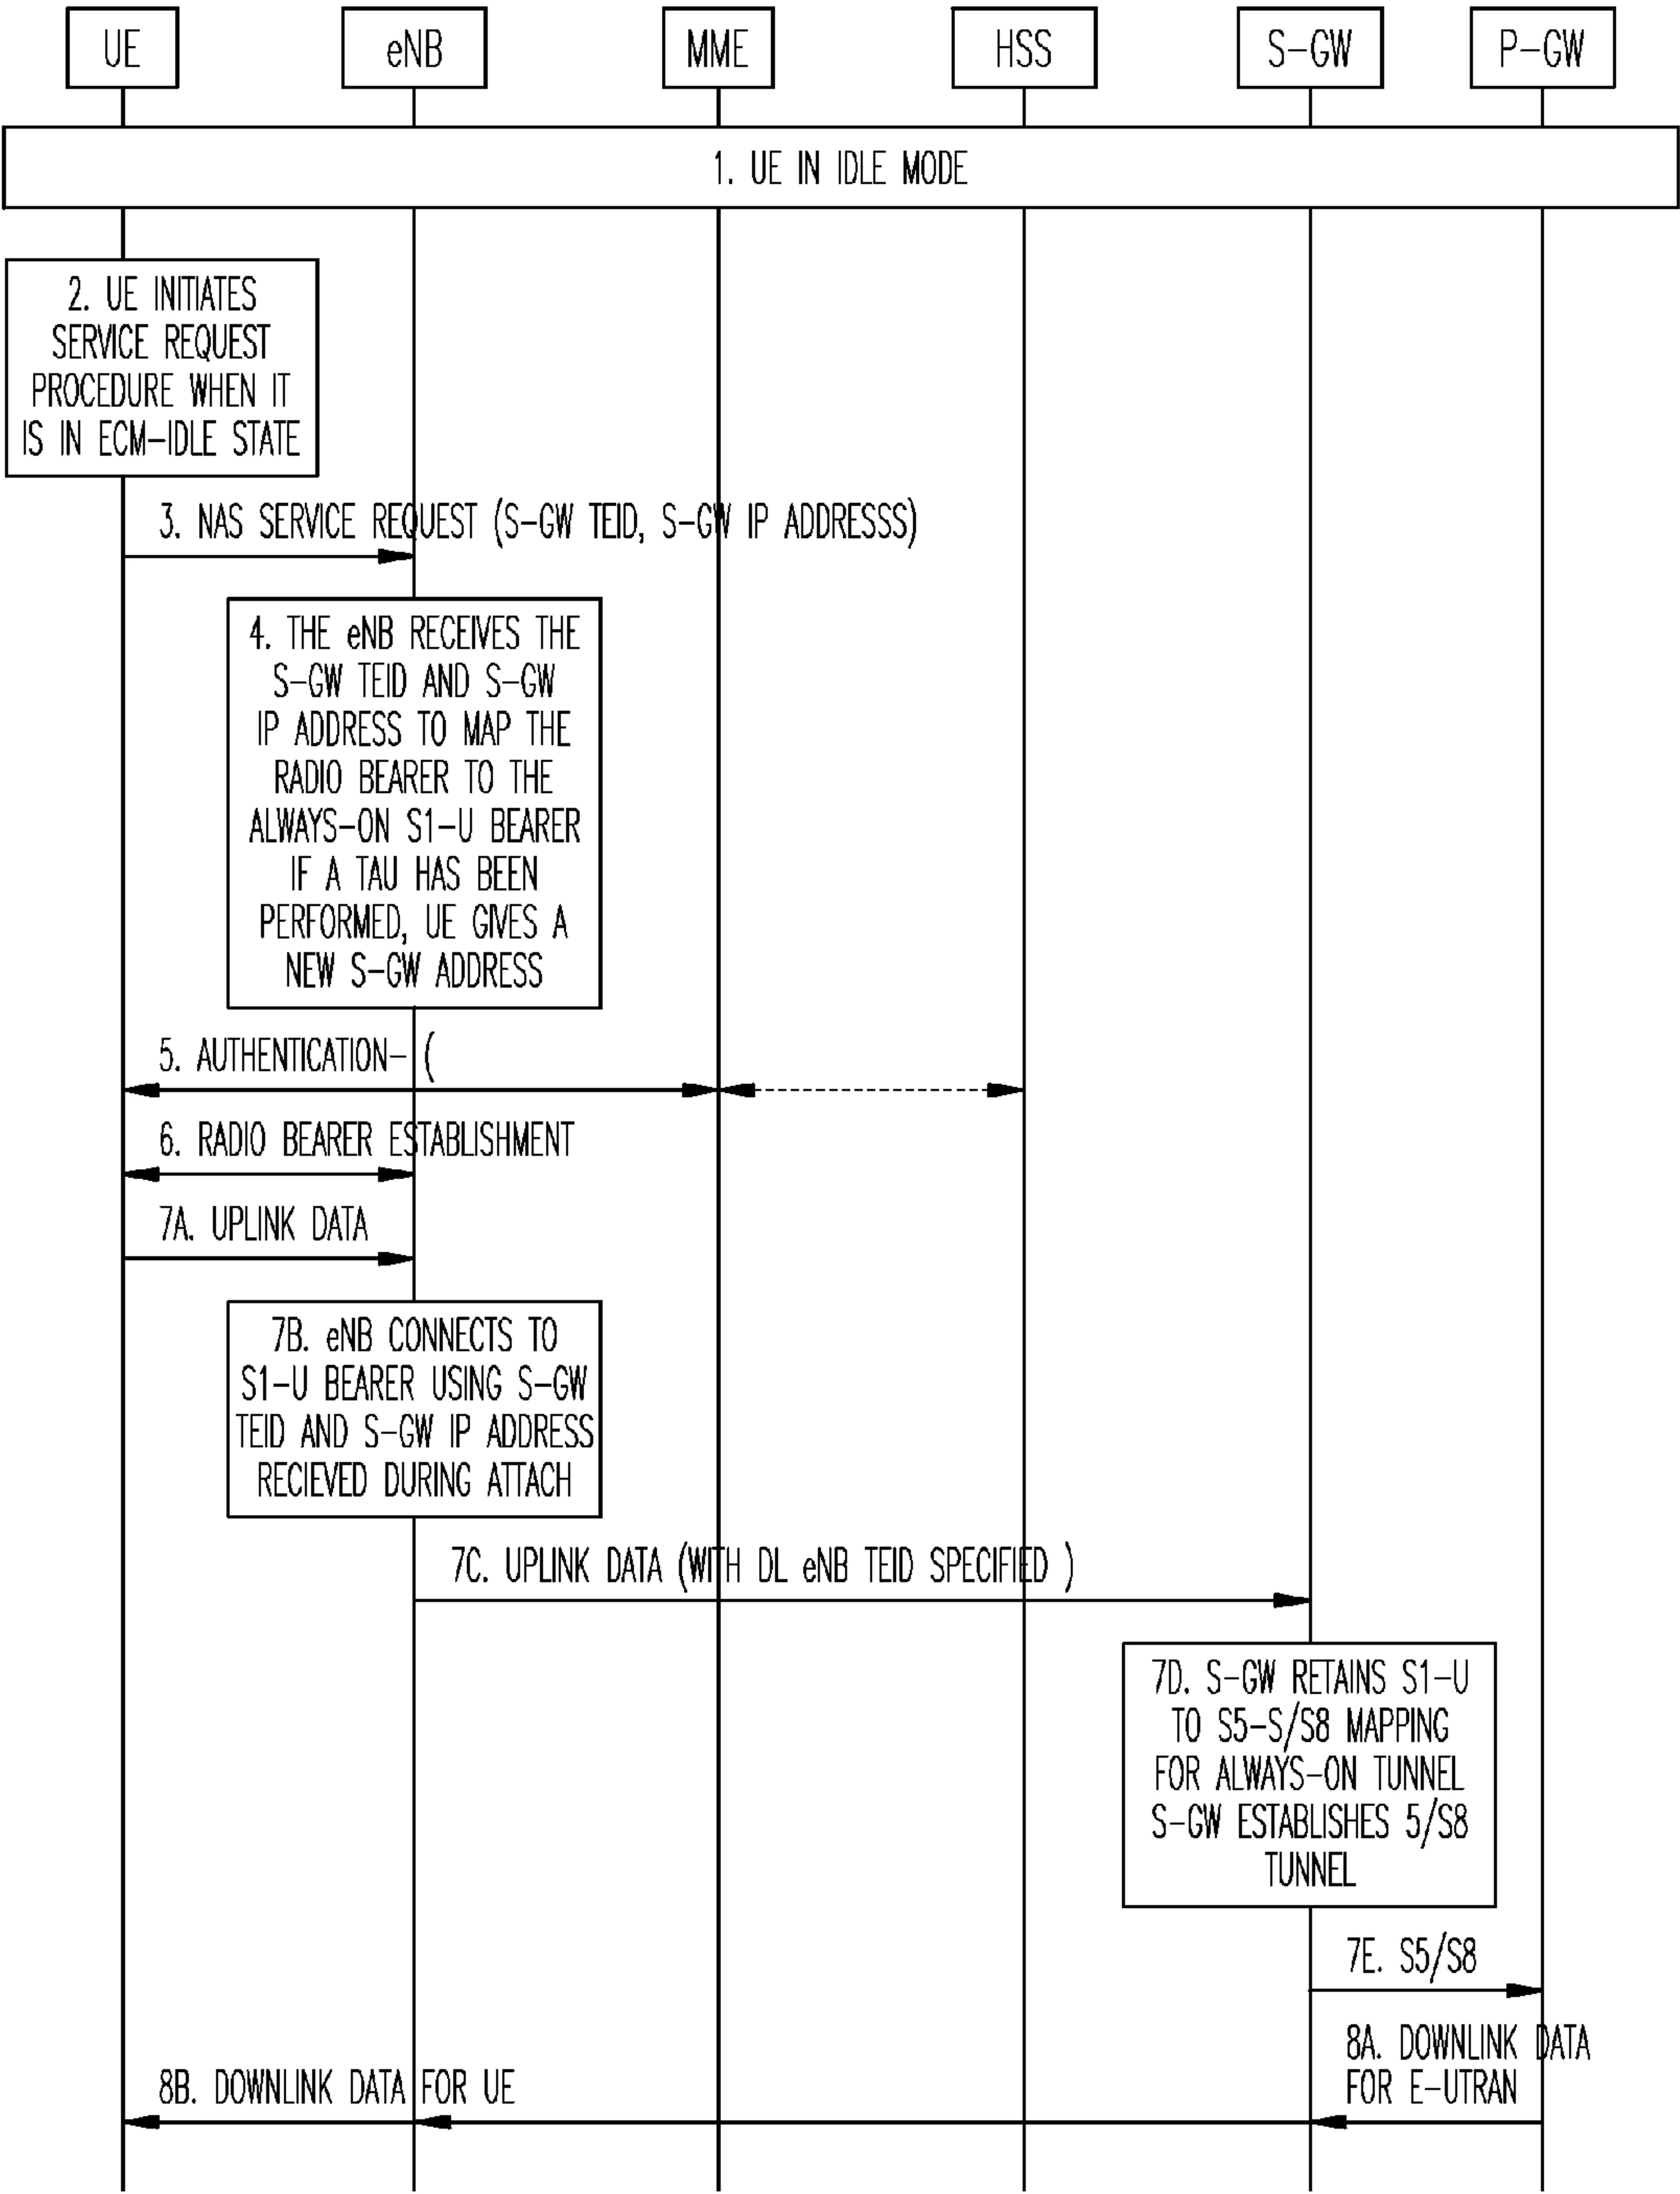 UE
eNB
MME
HSS
S-GW
P-GW
1. UE IN IDLE MODE
2. UE INITIATES
SERVICE REQUEST
PROCEDURE WHEN IT
IS IN ECM-IDLE STATE
3. NAS SERVICE REQUEST (S-GW TEID, S-GW IP ADDRESSS)
4. THE eNB RECEIVES THE
S-GW TEID AND S-GW
IP ADDRESS TO MAP THE
RADIO BEARER TO THE
ALWAYS-ON S1-U BEARER
IF A TAU HAS BEEN
PERFORMED, UE GIVES A
NEW S-GW ADDRESS
5. AUTHENTICATION- (
6. RADIO BEARER ESTABLISHMENT
7A. UPLINK DATA
7B. eNB CONNECTS TO
S1-U BEARER USING S-GW
TEID AND S-GW IP ADDRESS
RECIEVED DURING ATTACH
7C. UPLINK DATA (WITH DL eNB TEID SPECIFIED )
7D. S-GW RETAINS S1-U
TO S5-S/S8 MAPPING
FOR ALWAYS-ON TUNNEL
S-GW ESTABLISHES 5/S8
TUNNEL
7E. S5/S8
8A. DOWNLINK DATA
FOR E-UTRAN
8B. DOWNLINK DATA FOR UE